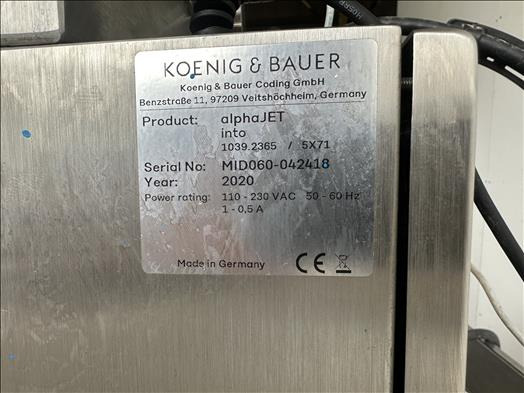 KOENIG & BAUER
Koenig & Bauer Coding GmbH
Benzstraße 11, 97209 Veitshöchheim, Germany
Product: alphaJET
into
1039.2365 / 5X71
Serial No: MID060-042418
Year: 2020
Power rating: 110 - 230 VAC 50 - 60 Hz
1 - 0,5 A
Made in Germany CE